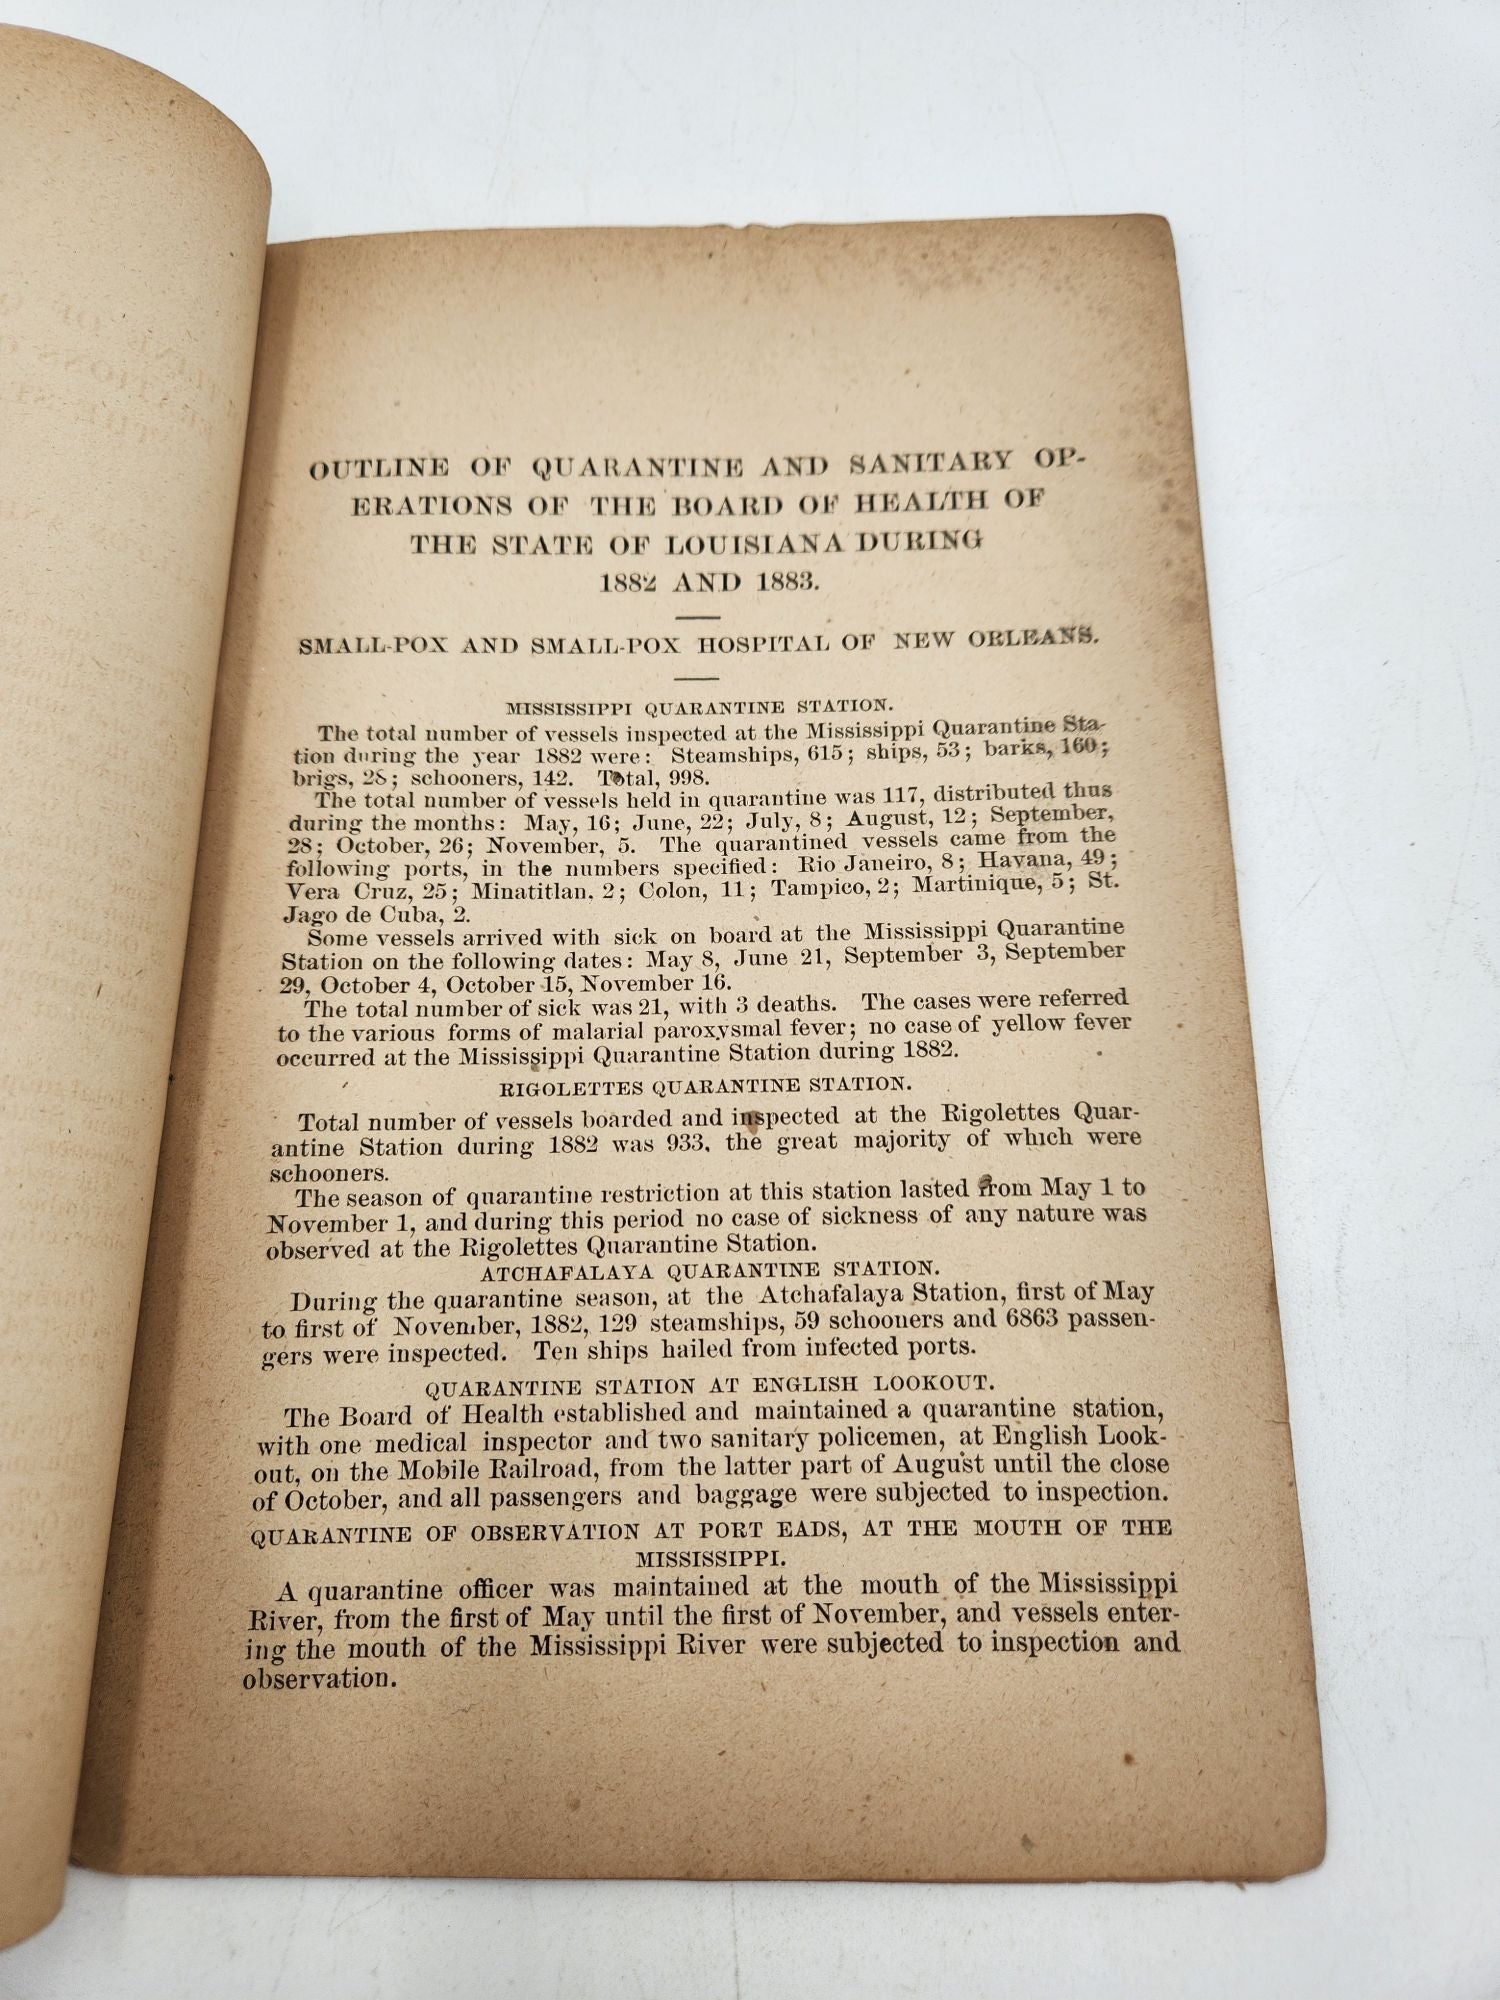 OUTLINE OF QUARANTINE AND SANITARY OP-
ERATIONS OF THE BOARD OF HEALTH OF
THE STATE OF LOUISIANA DURING
1882 AND 1883.
SMALL-POX AND SMALL-POX HOSPITAL OF NEW ORLEANS.
MISSISSIPPI QUARANTINE STATION.
The total number of vessels inspected at the Mississippi Quarantine Sta-
tion during the year 1882 were: Steamships, 615; ships, 53; barks, 160;
brigs, 28; schooners, 142. Total, 998.
The total number of vessels held in quarantine was 117, distributed thus
during the months: May, 16; June, 22; July, 8; August, 12; September,
28; October, 26; November, 5. The quarantined vessels came from the
following ports, in the numbers specified: Rio Janeiro, 8; Havana, 49;
Vera Cruz, 25; Minatitlan, 2; Colon, 11; Tampico, 2; Martinique, 5; St.
Jago de Cuba, 2.
Some vessels arrived with sick on board at the Mississippi Quarantine
Station on the following dates: May 8, June 21, September 3, September
29, October 4, October 15, November 16.
The total number of sick was 21, with 3 deaths. The cases were referred
to the various forms of malarial paroxysmal fever; no case of yellow fever
occurred at the Mississippi Quarantine Station during 1882.
RIGOLETTES QUARANTINE STATION.
Total number of vessels boarded and inspected at the Rigolettes Quar-
antine Station during 1882 was 933, the great majority of which were
schooners.
The season of quarantine restriction at this station lasted from May 1 to
November 1, and during this period no case of sickness of any nature was
observed at the Rigolettes Quarantine Station.
ATCHAFALAYA QUARANTINE STATION.
During the quarantine season, at the Atchafalaya Station, first of May
to first of November, 1882, 129 steamships, 59 schooners and 6863 passen-
gers were inspected. Ten ships hailed from infected ports.
QUARANTINE STATION AT ENGLISH LOOKOUT.
The Board of Health established and maintained a quarantine station,
with one medical inspector and two sanitary policemen, at English Look-
out, on the Mobile Railroad, from the latter part of August until the close
of October, and all passengers and baggage were subjected to inspection.
QUARANTINE OF OBSERVATION AT PORT EADS, AT THE MOUTH OF THE
MISSISSIPPI.
A quarantine officer was maintained at the mouth of the Mississippi
River, from the first of May until the first of November, and vessels enter-
ing the mouth of the Mississippi River were subjected to inspection and
observation.